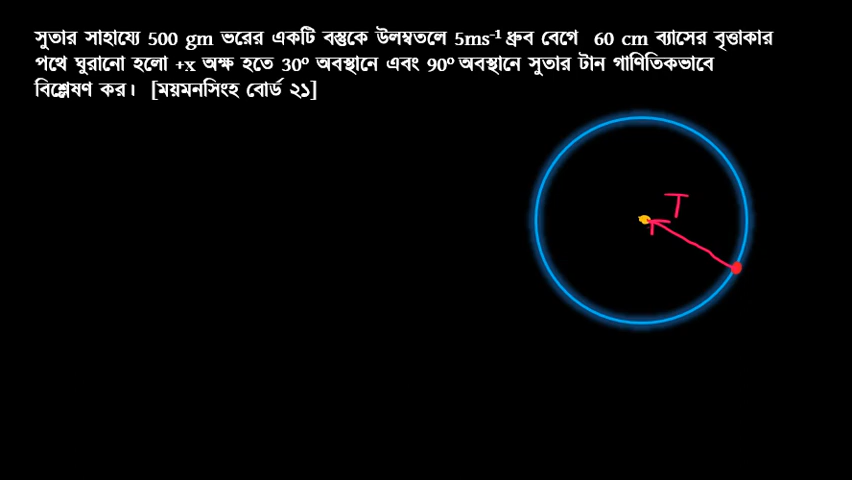 সুতার সাহায্যে 500 gm ভরের একটি বস্তুকে উলম্বতলে 5ms⁻¹ ধ্রুব বেগে 60 cm ব্যাসের বৃত্তাকার
পথে ঘুরানো হলো +x অক্ষ হতে 30° অবস্থানে এবং 90° অবস্থানে সুতার টান গাণিতিকভাবে
বিশ্লেষণ কর। [ময়মনসিংহ বোর্ড ২১]
T